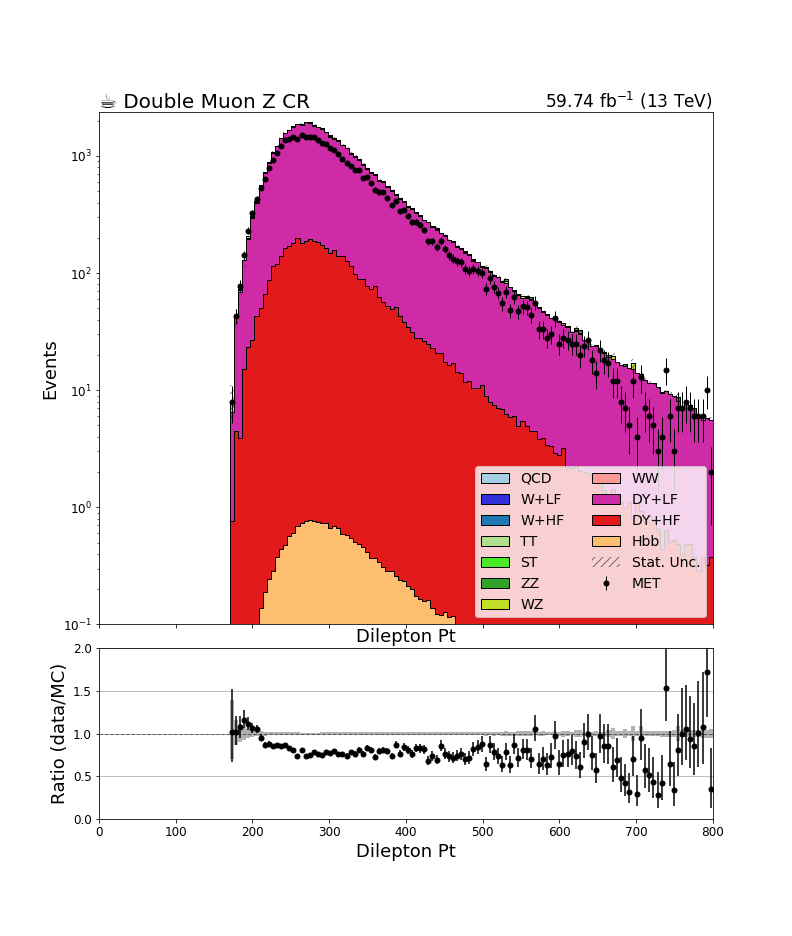 ☕ Double Muon Z CR
59.74 fb⁻¹ (13 TeV)
Events
10³
10²
10¹
10⁰
10⁻¹
QCD
W+LF
W+HF
TT
ST
ZZ
WZ
WW
DY+LF
DY+HF
Hbb
Stat. Unc.
MET
Dilepton Pt
Ratio (data/MC)
2.0
1.5
1.0
0.5
0.0
0 100 200 300 400 500 600 700 800
Dilepton Pt